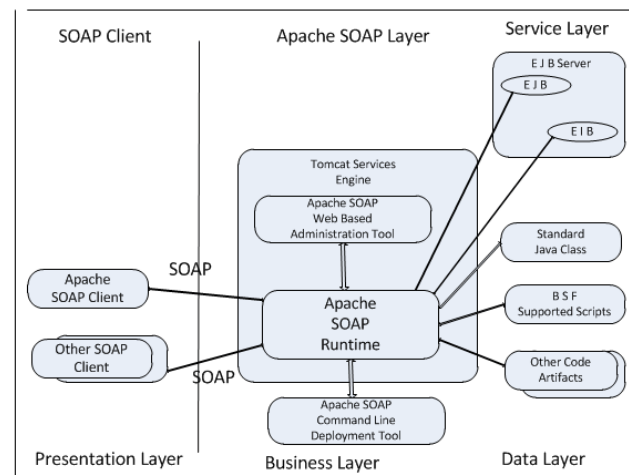 SOAP Client
Apache SOAP Layer
Service Layer
E J B Server
E J B
E I B
Tomcat Services
Engine
Apache SOAP
Web Based
Administration Tool
Standard
Java Class
SOAP
Apache
SOAP Client
Apache
SOAP
Runtime
B S F
Supported Scripts
Other SOAP
Client
SOAP
Other Code
Artifacts
Apache SOAP
Command Line
Deployment Tool
Presentation Layer
Business Layer
Data Layer